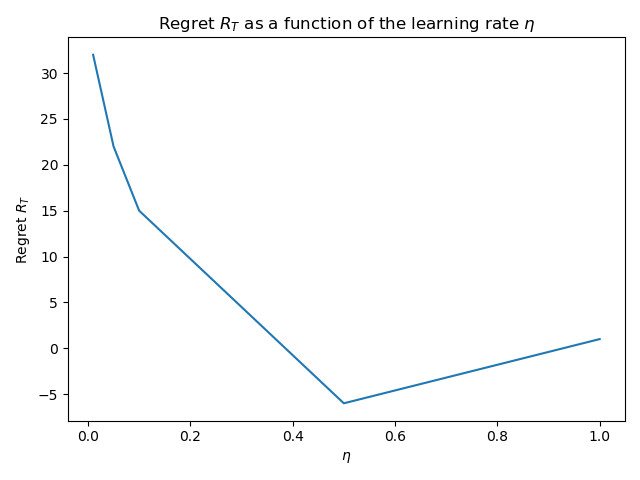 Regret $R_T$ as a function of the learning rate $\eta$
Regret $R_T$
30
25
20
15
10
5
0
−5
0.0 0.2 0.4 0.6 0.8 1.0
$\eta$